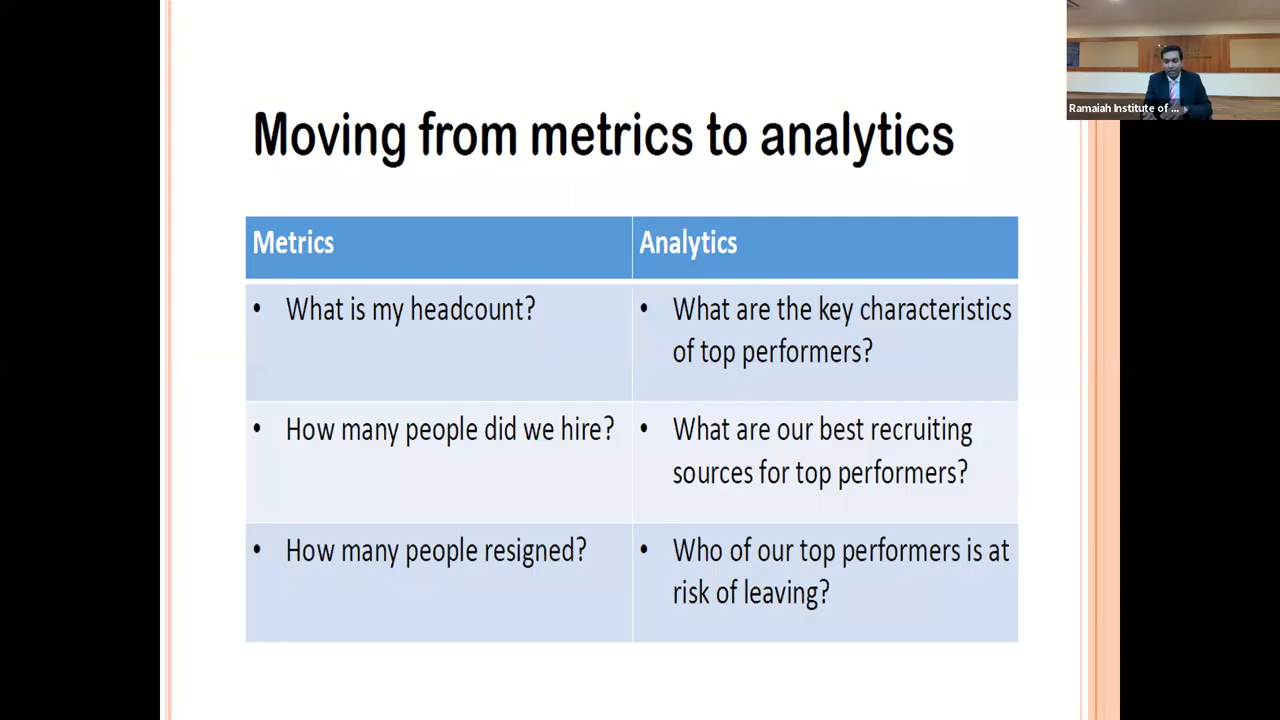 Ramaiah Institute of ...
Moving from metrics to analytics
Metrics
Analytics
• What is my headcount?
• What are the key characteristics
of top performers?
• How many people did we hire?
• What are our best recruiting
sources for top performers?
• How many people resigned?
• Who of our top performers is at
risk of leaving?